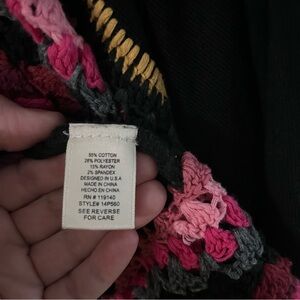 55% COTTON
28% POLYESTER
15% RAYON
2% SPANDEX
DESIGNED IN U.S.A
MADE IN CHINA
HECHO EN CHINA
RN # 119140
STYLE# 14P560
SEE REVERSE
FOR CARE